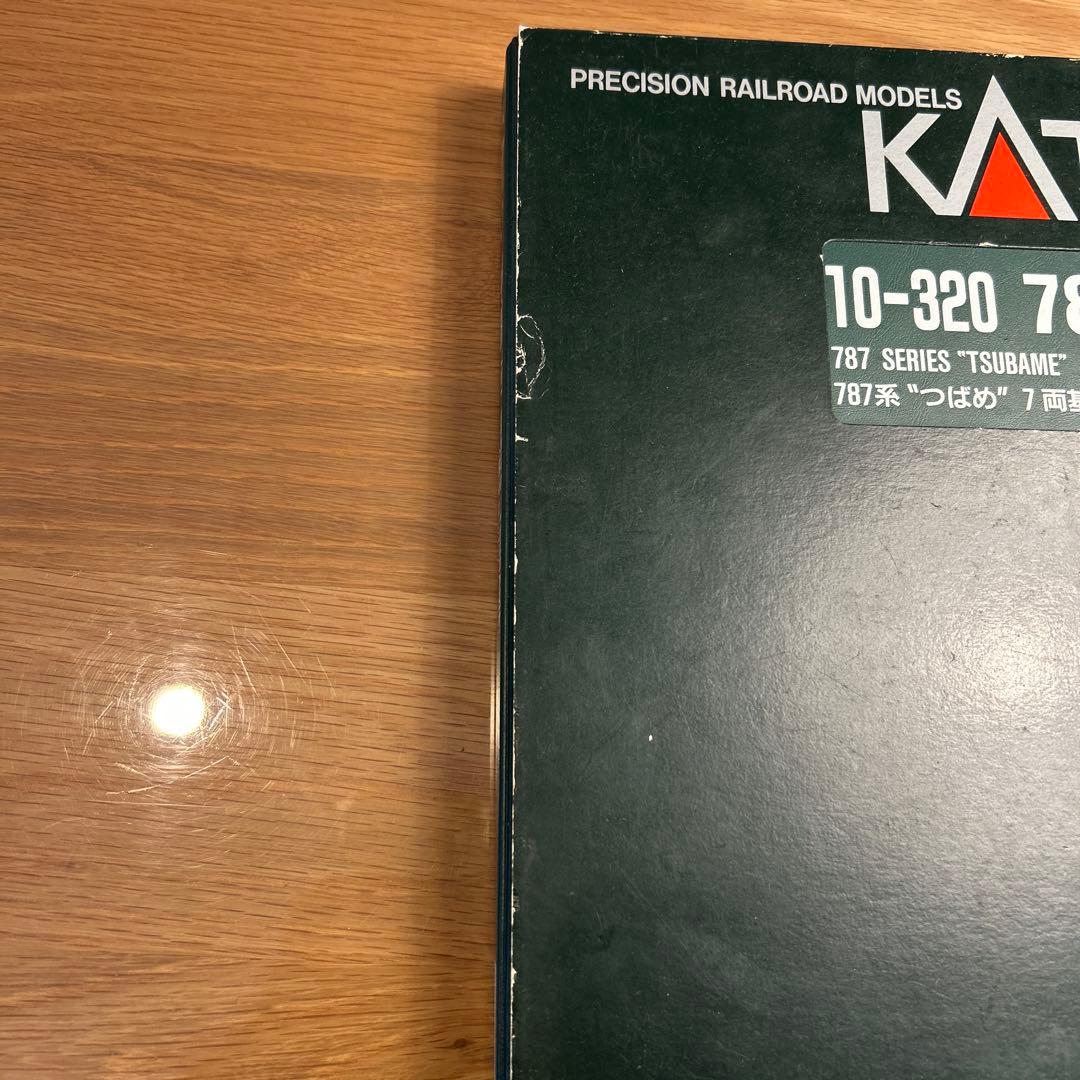 PRECISION RAILROAD MODELS
KAT
10-320 78
787 SERIES "TSUBAME"
787系 "つばめ" 7両基